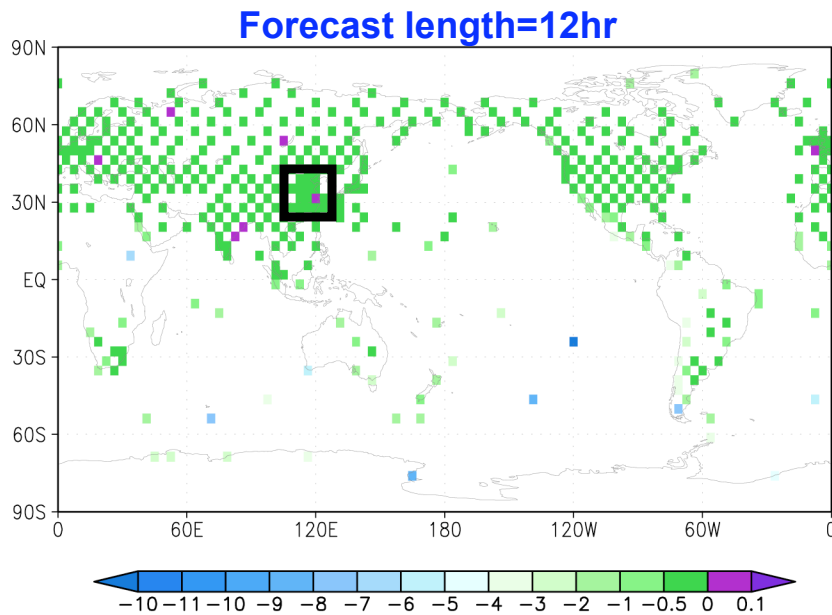 Forecast length=12hr
90N
60N
30N
EQ
30S
60S
90S
0 60E 120E 180 120W 60W 0
-10 -11 -10 -9 -8 -7 -6 -5 -4 -3 -2 -1 -0.5 0 0.1